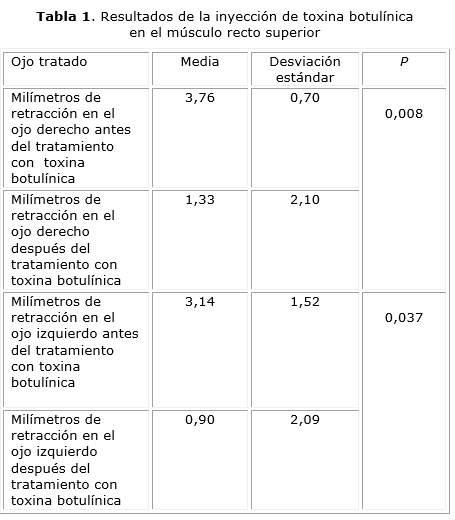 Tabla 1. Resultados de la inyección de toxina botulínica
en el músculo recto superior
Ojo tratado
Media
Desviación
estándar
P
Milímetros de
retracción en el
ojo derecho antes
del tratamiento
con toxina
botulínica
3,76
0,70
0,008
Milímetros de
retracción en el
ojo derecho
después del
tratamiento con
toxina botulínica
1,33
2,10
Milímetros de
retracción en el
ojo izquierdo antes
del tratamiento
con toxina
botulínica
3,14
1,52
0,037
Milímetros de
retracción en el
ojo izquierdo
después del
tratamiento con
toxina botulínica
0,90
2,09